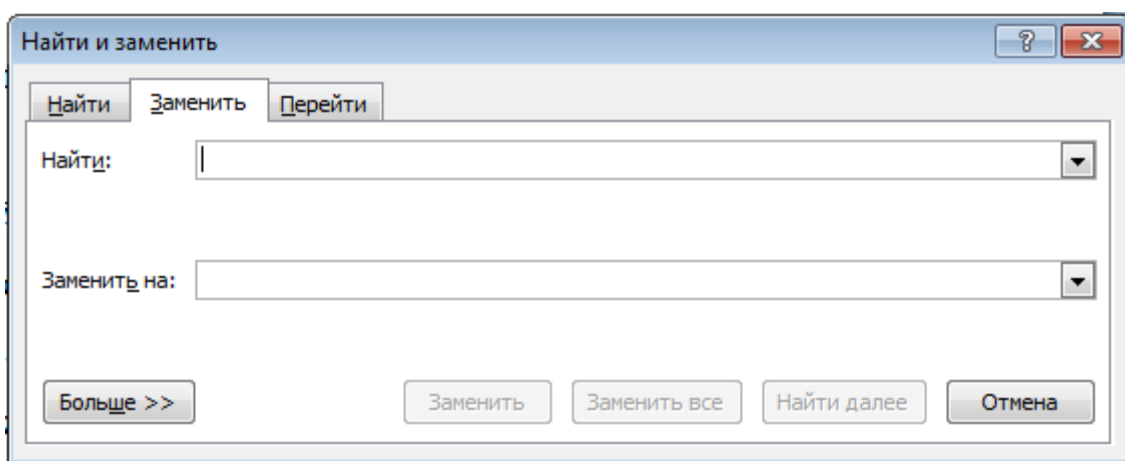 Найти и заменить
Найти Заменить Перейти
Найти:
Заменить на:
Больше >> Заменить Заменить все Найти далее Отмена